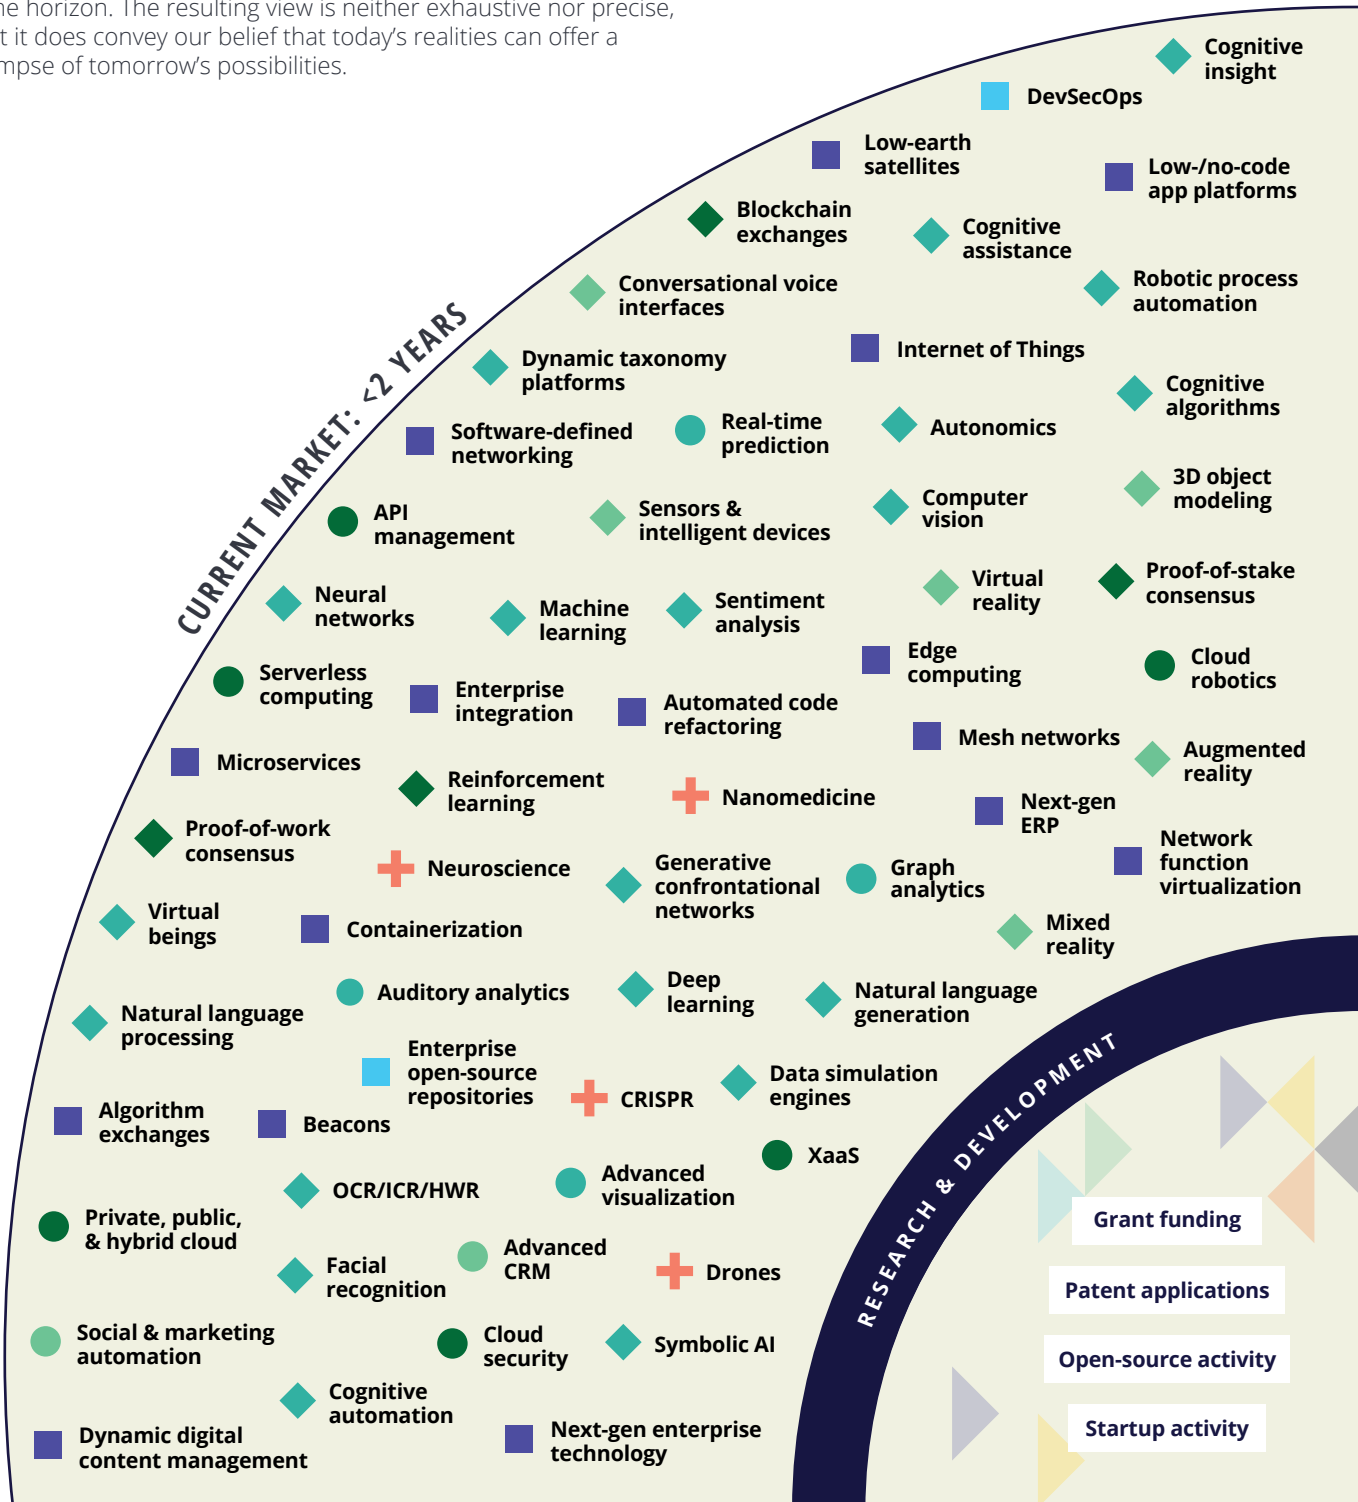 horizon. The resulting view is neither exhaustive nor precise,
it does convey our belief that today’s realities can offer a
of tomorrow’s possibilities.
Cognitive
insight
DevSecOps
Low-earth
satellites
Low-/no-code
app platforms
Blockchain
exchanges
Cognitive
assistance
Conversational voice
interfaces
Robotic process
automation
CURRENT MARKET: <2 YEARS
Internet of Things
Dynamic taxonomy
platforms
Cognitive
algorithms
Software-defined
networking
Real-time
prediction
Autonomics
3D object
modeling
API
management
Sensors &
intelligent devices
Computer
vision
Virtual
reality
Proof-of-stake
consensus
Neural
networks
Machine
learning
Sentiment
analysis
Edge
computing
Cloud
robotics
Serverless
computing
Enterprise
integration
Automated code
refactoring
Mesh networks
Augmented
reality
Microservices
Reinforcement
learning
Nanomedicine
Next-gen
ERP
Proof-of-work
consensus
Network
function
virtualization
Neuroscience
Generative
confrontational
networks
Graph
analytics
Virtual
beings
Containerization
Mixed
reality
Auditory analytics
Deep
learning
Natural language
generation
Natural language
processing
Enterprise
open-source
repositories
CRISPR
Data simulation
engines
RESEARCH & DEVELOPMENT
Algorithm
exchanges
Beacons
XaaS
OCR/ICR/HWR
Advanced
visualization
Private, public,
& hybrid cloud
Grant funding
Facial
recognition
Advanced
CRM
Drones
Patent applications
Social & marketing
automation
Cloud
security
Symbolic AI
Open-source activity
Cognitive
automation
Startup activity
Dynamic digital
content management
Next-gen enterprise
technology